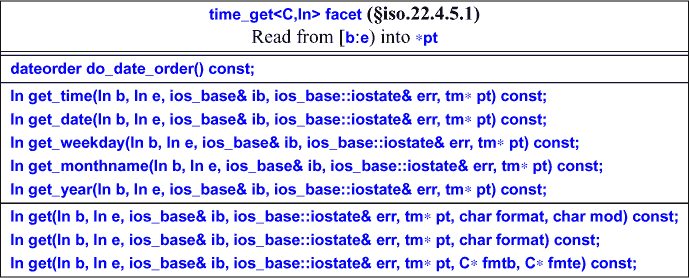 time_get<C,In> facet (§iso.22.4.5.1)
Read from [b:e) into *pt
dateorder do_date_order() const;
In get_time(In b, In e, ios_base& ib, ios_base::iostate& err, tm* pt) const;
In get_date(In b, In e, ios_base& ib, ios_base::iostate& err, tm* pt) const;
In get_weekday(In b, In e, ios_base& ib, ios_base::iostate& err, tm* pt) const;
In get_monthname(In b, In e, ios_base& ib, ios_base::iostate& err, tm* pt) const;
In get_year(In b, In e, ios_base& ib, ios_base::iostate& err, tm* pt) const;
In get(In b, In e, ios_base& ib, ios_base::iostate& err, tm* pt, char format, char mod) const;
In get(In b, In e, ios_base& ib, ios_base::iostate& err, tm* pt, char format) const;
In get(In b, In e, ios_base& ib, ios_base::iostate& err, tm* pt, C* fmtb, C* fmte) const;